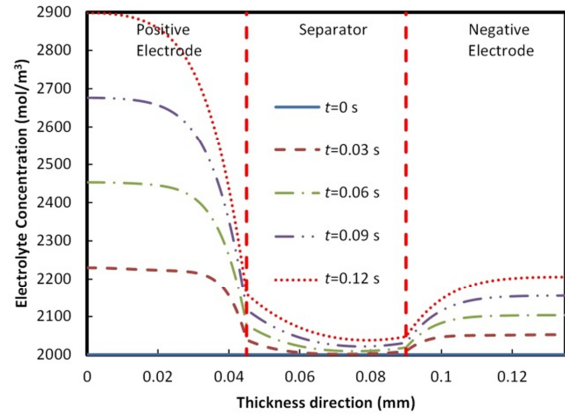 2900
2800
2700
2600
2500
2400
2300
2200
2100
2000
Electrolyte Concentration (mol/m³)
Positive
Electrode
Separator
Negative
Electrode
t=0 s
t=0.03 s
t=0.06 s
t=0.09 s
t=0.12 s
0 0.02 0.04 0.06 0.08 0.1 0.12
Thickness direction (mm)